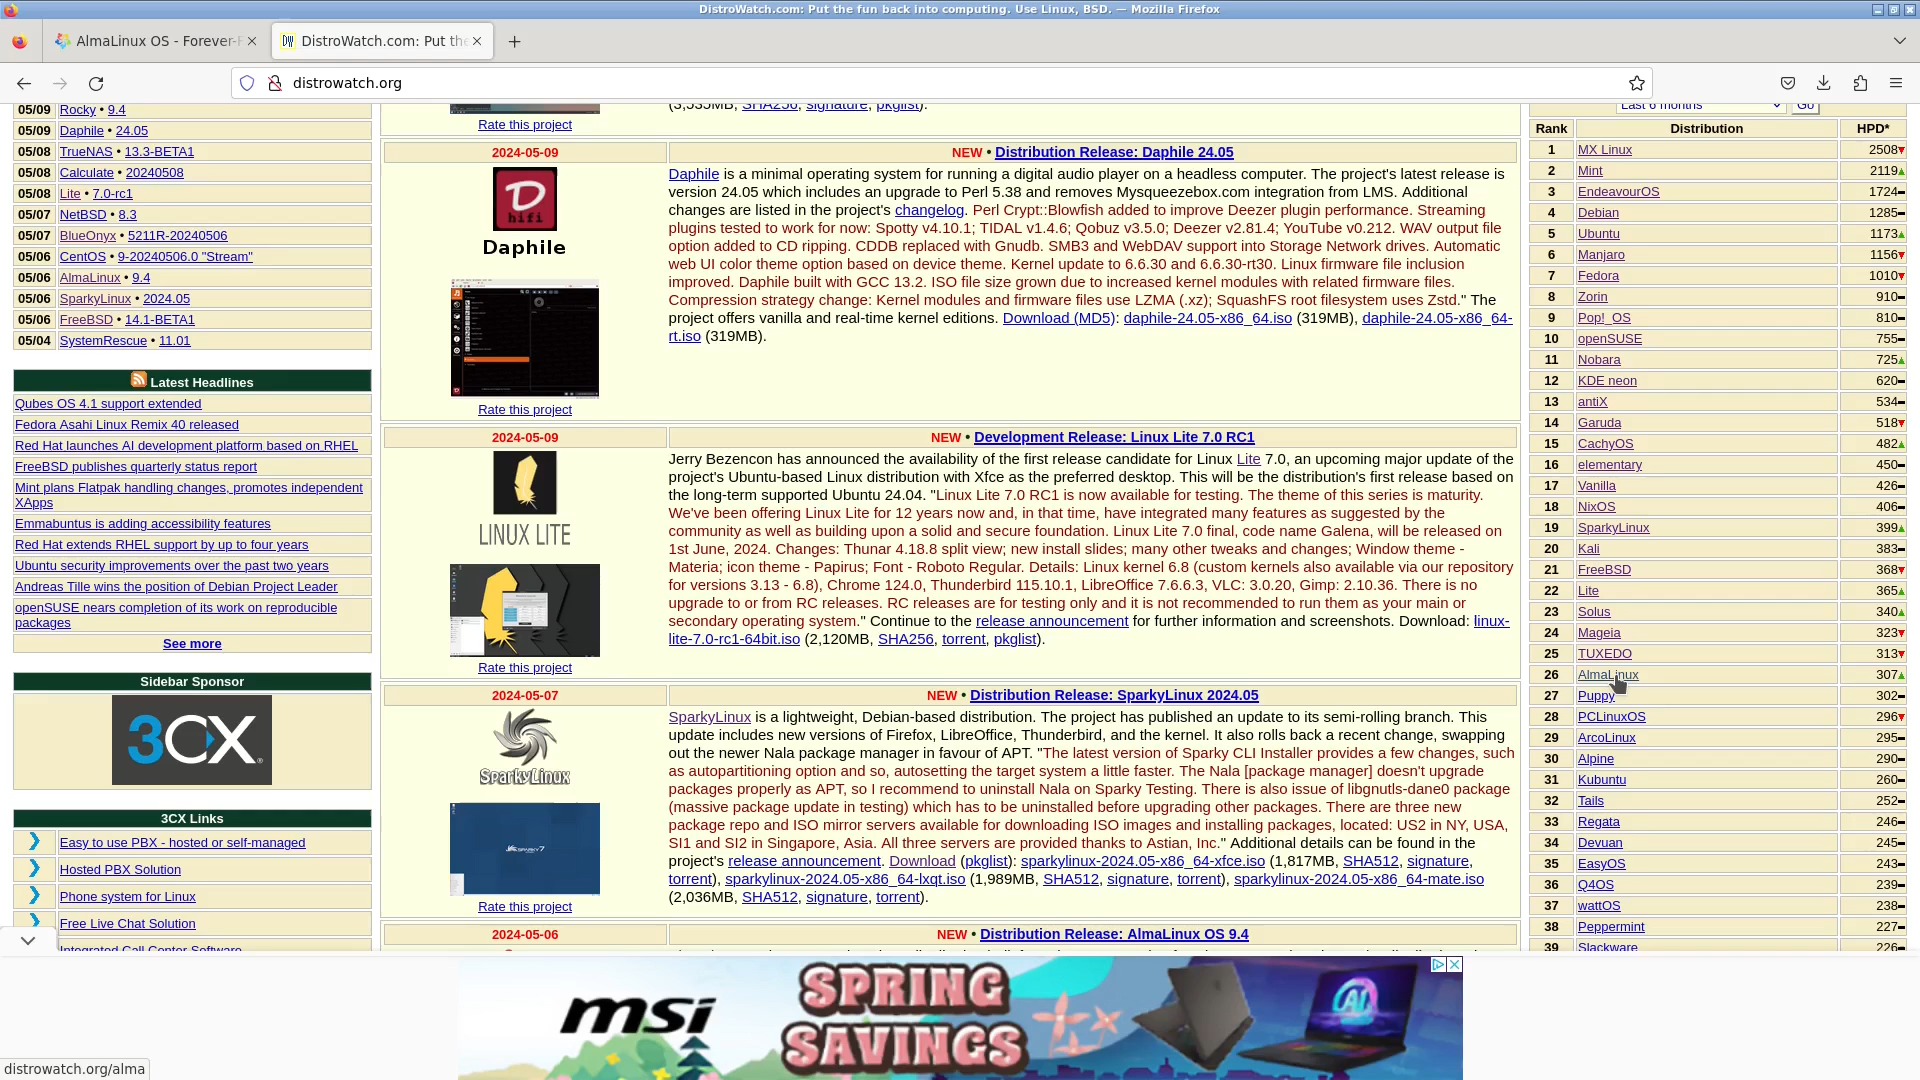 DistroWatch.com: Put the fun back into computing. Use Linux, BSD. — Mozilla Firefox
AlmaLinux OS - Forever-F
DistroWatch.com: Put the
distrowatch.org
05/09 Rocky • 9.4
05/09 Daphile • 24.05
05/08 TrueNAS • 13.3-BETA1
05/08 Calculate • 20240508
05/08 Lite • 7.0-rc1
05/07 NetBSD • 8.3
05/07 BlueOnyx • 5211R-20240506
05/06 CentOS • 9-20240506.0 "Stream"
05/06 AlmaLinux • 9.4
05/06 SparkyLinux • 2024.05
05/06 FreeBSD • 14.1-BETA1
05/04 SystemRescue • 11.01
Latest Headlines
Qubes OS 4.1 support extended
Fedora Asahi Linux Remix 40 released
Red Hat launches AI development platform based on RHEL
FreeBSD publishes quarterly status report
Mint plans Flatpak handling changes, promotes independent
XApps
Emmabuntus is adding accessibility features
Red Hat extends RHEL support by up to four years
Ubuntu security improvements over the past two years
Andreas Tille wins the position of Debian Project Leader
openSUSE nears completion of its work on reproducible
packages
See more
Sidebar Sponsor
3CX
3CX Links
Easy to use PBX - hosted or self-managed
Hosted PBX Solution
Phone system for Linux
Free Live Chat Solution
Integrated Call Center Software
(3,535MB, SHA256, signature, pkglist).
Rate this project
2024-05-09
NEW • Distribution Release: Daphile 24.05
D
hifi
Daphile
Rate this project
Daphile is a minimal operating system for running a digital audio player on a headless computer. The project's latest release is
version 24.05 which includes an upgrade to Perl 5.38 and removes Mysqueezebox.com integration from LMS. Additional
changes are listed in the project's changelog. Perl Crypt::Blowfish added to improve Deezer plugin performance. Streaming
plugins tested to work for now: Spotty v4.10.1; TIDAL v1.4.6; Qobuz v3.5.0; Deezer v2.81.4; YouTube v0.212. WAV output file
option added to CD ripping. CDDB replaced with Gnudb. SMB3 and WebDAV support into Storage Network drives. Automatic
web UI color theme option based on device theme. Kernel update to 6.6.30 and 6.6.30-rt30. Linux firmware file inclusion
improved. Daphile built with GCC 13.2. ISO file size grown due to increased kernel modules with related firmware files.
Compression strategy change: Kernel modules and firmware files use LZMA (.xz); SquashFS root filesystem uses Zstd." The
project offers vanilla and real-time kernel editions. Download (MD5): daphile-24.05-x86_64.iso (319MB), daphile-24.05-x86_64-
rt.iso (319MB).
2024-05-09
NEW • Development Release: Linux Lite 7.0 RC1
LINUX LITE
Rate this project
Jerry Bezencon has announced the availability of the first release candidate for Linux Lite 7.0, an upcoming major update of the
project's Ubuntu-based Linux distribution with Xfce as the preferred desktop. This will be the distribution's first release based on
the long-term supported Ubuntu 24.04. "Linux Lite 7.0 RC1 is now available for testing. The theme of this series is maturity.
We've been offering Linux Lite for 12 years now and, in that time, have integrated many features as suggested by the
community as well as building upon a solid and secure foundation. Linux Lite 7.0 final, code name Galena, will be released on
1st June, 2024. Changes: Thunar 4.18.8 split view; new install slides; many other tweaks and changes; Window theme -
Materia; icon theme - Papirus; Font - Roboto Regular. Details: Linux kernel 6.8 (custom kernels also available via our repository
for versions 3.13 - 6.8), Chrome 124.0, Thunderbird 115.10.1, LibreOffice 7.6.6.3, VLC: 3.0.20, Gimp: 2.10.36. There is no
upgrade to or from RC releases. RC releases are for testing only and it is not recommended to run them as your main or
secondary operating system." Continue to the release announcement for further information and screenshots. Download: linux-
lite-7.0-rc1-64bit.iso (2,120MB, SHA256, torrent, pkglist).
2024-05-07
NEW • Distribution Release: SparkyLinux 2024.05
SparkyLinux
Rate this project
SparkyLinux is a lightweight, Debian-based distribution. The project has published an update to its semi-rolling branch. This
update includes new versions of Firefox, LibreOffice, Thunderbird, and the kernel. It also rolls back a recent change, swapping
out the newer Nala package manager in favour of APT. "The latest version of Sparky CLI Installer provides a few changes, such
as autopartitioning option and so, autosetting the target system a little faster. The Nala [package manager] doesn't upgrade
packages properly as APT, so I recommend to uninstall Nala on Sparky Testing. There is also issue of libgnutls-dane0 package
(massive package update in testing) which has to be uninstalled before upgrading other packages. There are three new
package repo and ISO mirror servers available for downloading ISO images and installing packages, located: US2 in NY, USA,
SI1 and SI2 in Singapore, Asia. All three servers are provided thanks to Astian, Inc." Additional details can be found in the
project's release announcement. Download (pkglist): sparkylinux-2024.05-x86_64-xfce.iso (1,817MB, SHA512, signature,
torrent), sparkylinux-2024.05-x86_64-lxqt.iso (1,989MB, SHA512, signature, torrent), sparkylinux-2024.05-x86_64-mate.iso
(2,036MB, SHA512, signature, torrent).
2024-05-06
NEW • Distribution Release: AlmaLinux OS 9.4
Last 6 months Go
Rank Distribution HPD*
1 MX Linux 2508
2 Mint 2119
3 EndeavourOS 1724
4 Debian 1285
5 Ubuntu 1173
6 Manjaro 1156
7 Fedora 1010
8 Zorin 910
9 Pop!_OS 810
10 openSUSE 755
11 Nobara 725
12 KDE neon 620
13 antiX 534
14 Garuda 518
15 CachyOS 482
16 elementary 450
17 Vanilla 426
18 NixOS 406
19 SparkyLinux 399
20 Kali 383
21 FreeBSD 368
22 Lite 365
23 Solus 340
24 Mageia 323
25 TUXEDO 313
26 AlmaLinux 307
27 Puppy 302
28 PCLinuxOS 296
29 ArcoLinux 295
30 Alpine 290
31 Kubuntu 260
32 Tails 252
33 Regata 246
34 Devuan 245
35 EasyOS 243
36 Q4OS 239
37 wattOS 238
38 Peppermint 227
39 Slackware 226
msi
SPRING
SAVINGS
AI
distrowatch.org/alma